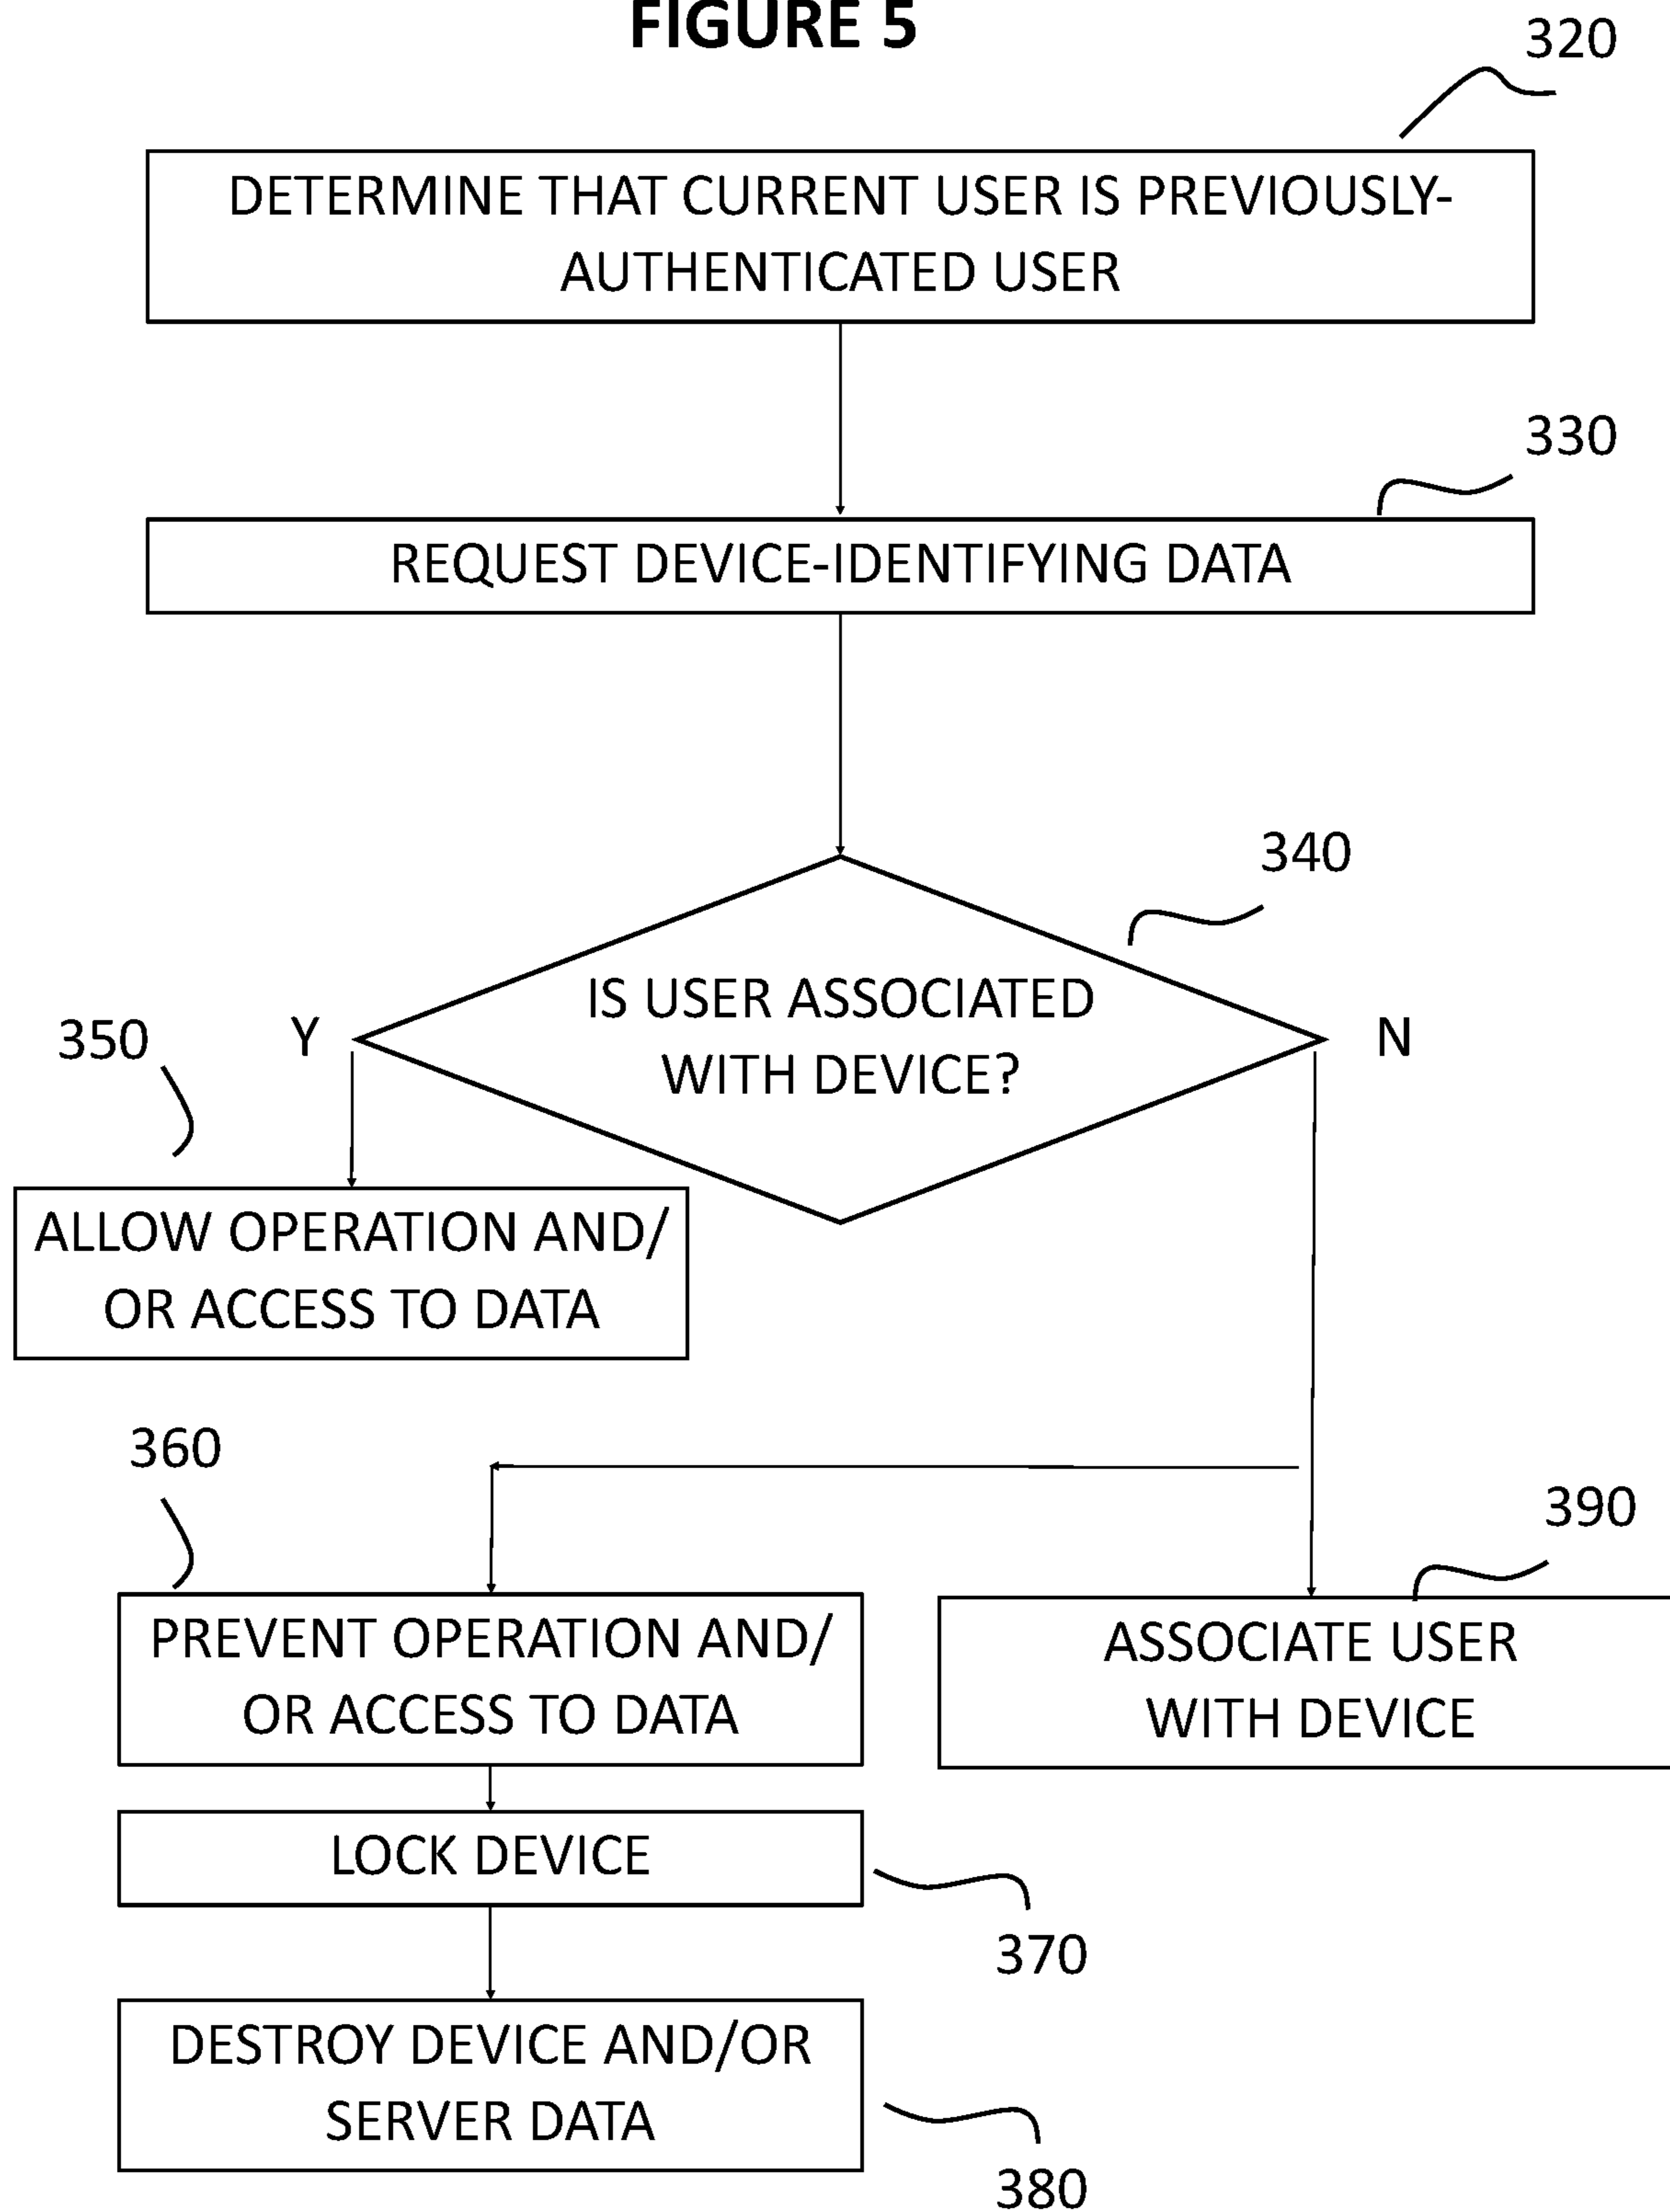 FIGURE 5
320
DETERMINE THAT CURRENT USER IS PREVIOUSLY-
AUTHENTICATED USER
330
REQUEST DEVICE-IDENTIFYING DATA
340
IS USER ASSOCIATED
WITH DEVICE?
Y
N
350
ALLOW OPERATION AND/
OR ACCESS TO DATA
360
390
PREVENT OPERATION AND/
OR ACCESS TO DATA
ASSOCIATE USER
WITH DEVICE
LOCK DEVICE
370
DESTROY DEVICE AND/OR
SERVER DATA
380